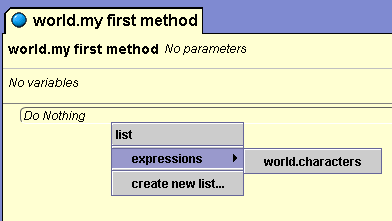 world.my first method
world.my first method No parameters
No variables
Do Nothing
list
expressions world.characters
create new list...